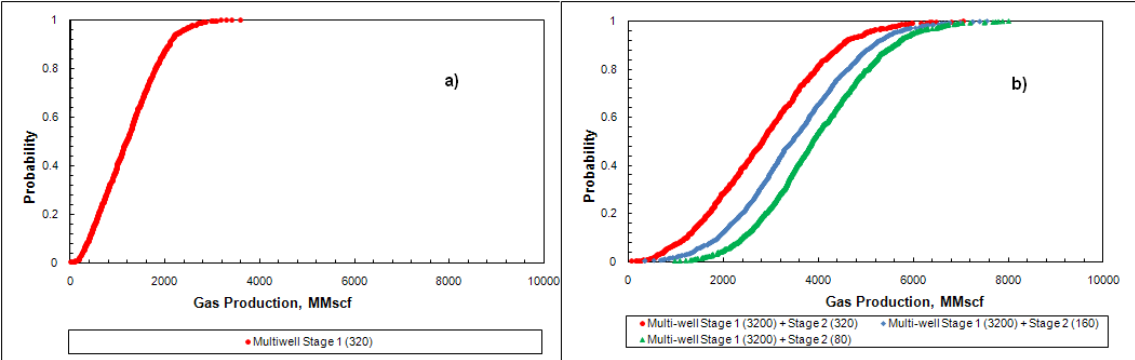 1
0.8
0.6
0.4
0.2
0
Probability
a)
0 2000 4000 6000 8000 10000
Gas Production, MMscf
Multiwell Stage 1 (320)
1
0.8
0.6
0.4
0.2
0
Probability
b)
0 2000 4000 6000 8000 10000
Gas Production, MMscf
Multi-well Stage 1 (3200) + Stage 2 (320) Multi-well Stage 1 (3200) + Stage 2 (160)
Multi-well Stage 1 (3200) + Stage 2 (80)